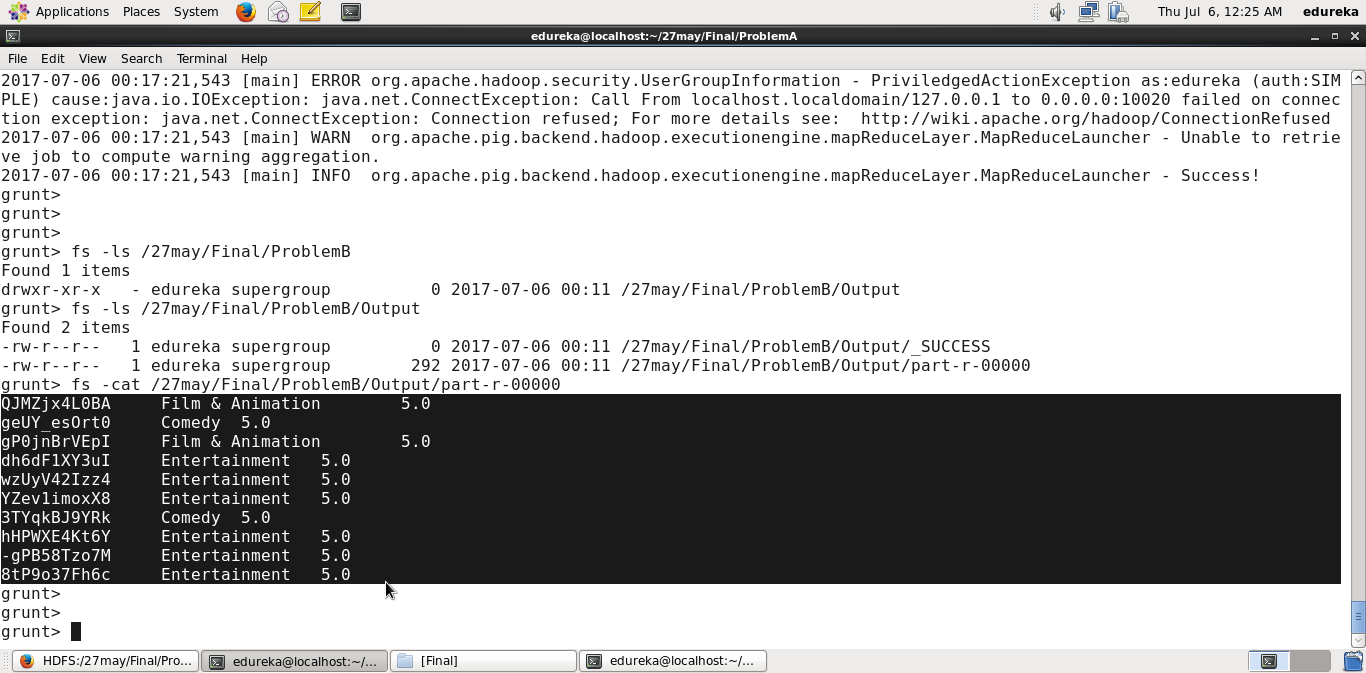 Applications Places System Thu Jul 6, 12:25 AM edureka
edureka@localhost:~/27may/Final/ProblemA
File Edit View Search Terminal Help
2017-07-06 00:17:21,543 [main] ERROR org.apache.hadoop.security.UserGroupInformation - PriviledgedActionException as:edureka (auth:SIM
PLE) cause:java.io.IOException: java.net.ConnectException: Call From localhost.localdomain/127.0.0.1 to 0.0.0.0:10020 failed on connec
tion exception: java.net.ConnectException: Connection refused; For more details see:  http://wiki.apache.org/hadoop/ConnectionRefused
2017-07-06 00:17:21,543 [main] WARN  org.apache.pig.backend.hadoop.executionengine.mapReduceLayer.MapReduceLauncher - Unable to retrie
ve job to compute warning aggregation.
2017-07-06 00:17:21,543 [main] INFO  org.apache.pig.backend.hadoop.executionengine.mapReduceLayer.MapReduceLauncher - Success!
grunt>
grunt>
grunt>
grunt> fs -ls /27may/Final/ProblemB
Found 1 items
drwxr-xr-x   - edureka supergroup          0 2017-07-06 00:11 /27may/Final/ProblemB/Output
grunt> fs -ls /27may/Final/ProblemB/Output
Found 2 items
-rw-r--r--   1 edureka supergroup          0 2017-07-06 00:11 /27may/Final/ProblemB/Output/_SUCCESS
-rw-r--r--   1 edureka supergroup        292 2017-07-06 00:11 /27may/Final/ProblemB/Output/part-r-00000
grunt> fs -cat /27may/Final/ProblemB/Output/part-r-00000
QJMZjx4L0BA     Film & Animation        5.0
geUY_esOrt0     Comedy  5.0
gP0jnBrVEpI     Film & Animation        5.0
dh6dF1XY3uI     Entertainment   5.0
wzUyV42Izz4     Entertainment   5.0
YZev1imoxX8     Entertainment   5.0
3TYqkBJ9YRk     Comedy  5.0
hHPWXE4Kt6Y     Entertainment   5.0
-gPB58Tzo7M     Entertainment   5.0
8tP9o37Fh6c     Entertainment   5.0
grunt>
grunt>
grunt>
HDFS:/27may/Final/Pro... edureka@localhost:~/... [Final] edureka@localhost:~/...